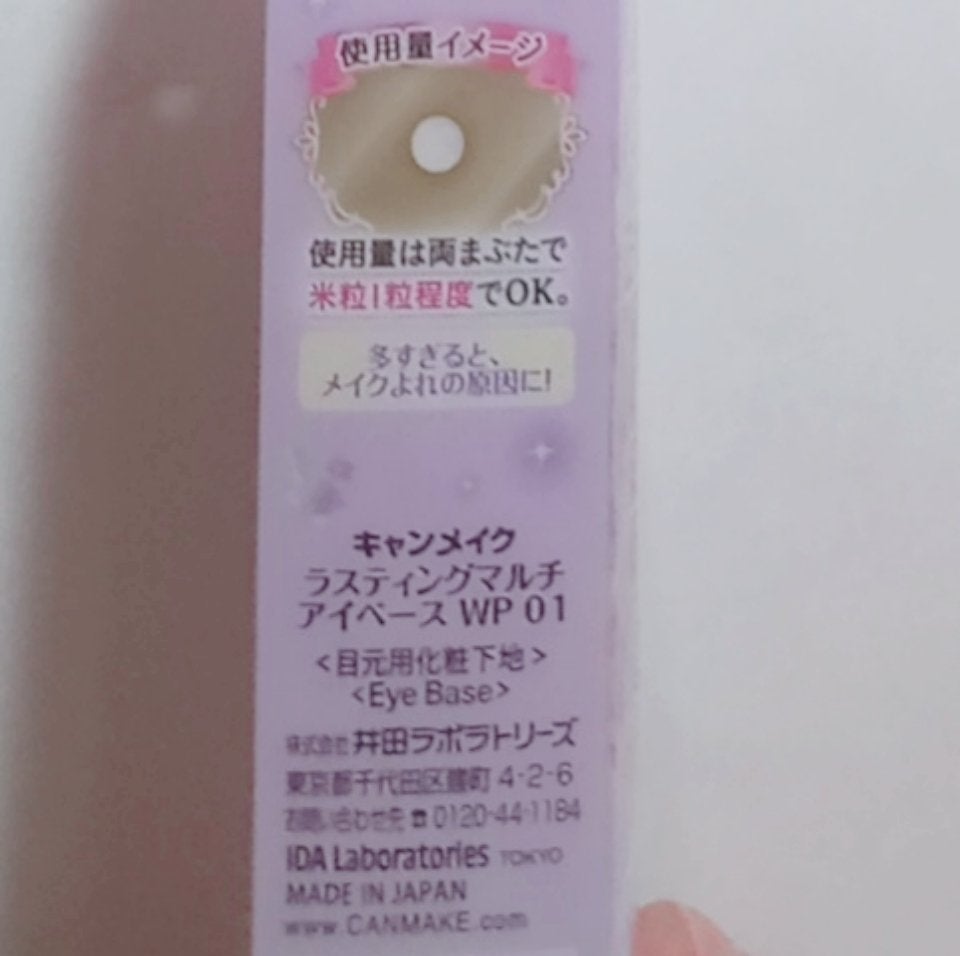 使用量イメージ
使用量は両まぶたで
米粒1粒程度でOK。
多すぎると、
メイクよれの原因に!
キャンメイク
ラスティングマルチ
アイベース WP 01
<目元用化粧下地>
<Eye Base>
株式会社 井田ラボラトリーズ
東京都千代田区麹町 4-2-6
お問い合わせ先 ☎ 0120-44-1184
IDA Laboratories TOKYO
MADE IN JAPAN
www.CANMAKE.com